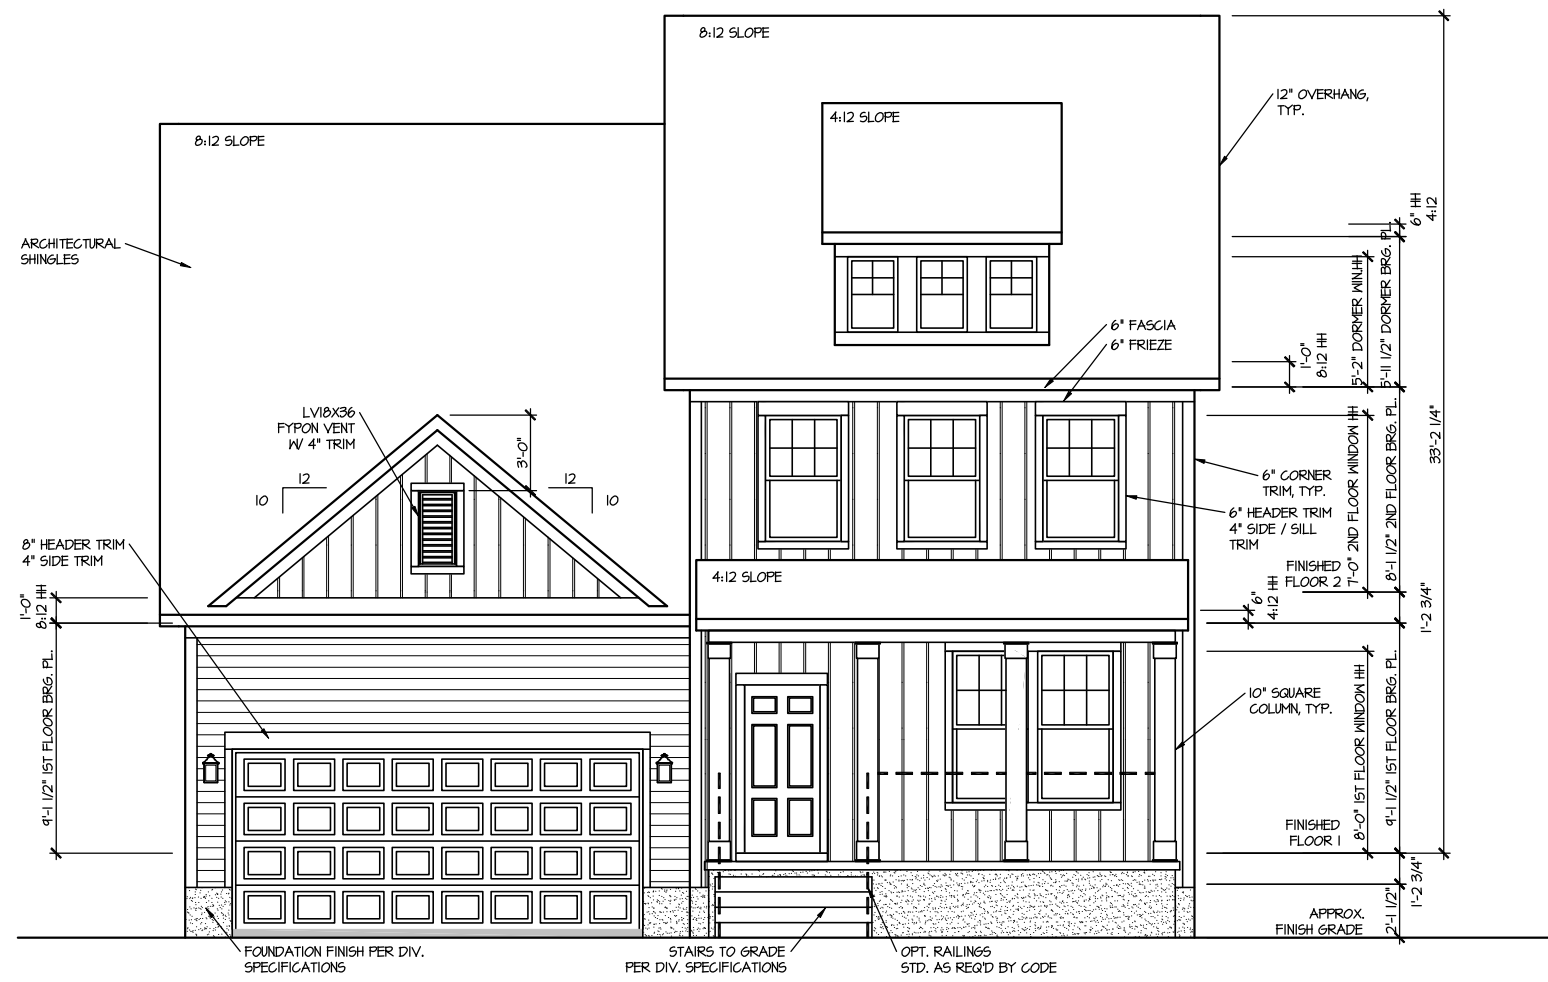 8:12 SLOPE
12" OVERHANG,
TYP.
4:12 SLOPE
8:12 SLOPE
6" HH
4:12
ARCHITECTURAL
SHINGLES
5'-2" DORMER WIN.HH
5'-11 1/2" DORMER BRG. PL.
6" FASCIA
6" FRIEZE
1'-0"
8:12 HH
33'-2 1/4"
LV18X36
FYPON VENT
W/ 4" TRIM
3'-0"
12
10
12
10
7'-0" 2ND FLOOR WINDOW HH
8'-1 1/2" 2ND FLOOR BRG. PL.
6" CORNER
TRIM, TYP.
6" HEADER TRIM
4" SIDE / SILL
TRIM
8" HEADER TRIM
4" SIDE TRIM
FINISHED
FLOOR 2
4:12 SLOPE
6"
4:12 HH
1'-0"
8:12 HH
1'-2 3/4"
9'-1 1/2" 1ST FLOOR BRG. PL.
8'-0" 1ST FLOOR WINDOW HH
9'-1 1/2" 1ST FLOOR BRG. PL.
10" SQUARE
COLUMN, TYP.
FINISHED
FLOOR 1
1'-2 3/4"
2'-1 1/2"
APPROX.
FINISH GRADE
FOUNDATION FINISH PER DIV.
SPECIFICATIONS
STAIRS TO GRADE
PER DIV. SPECIFICATIONS
OPT. RAILINGS
STD. AS REQ'D BY CODE